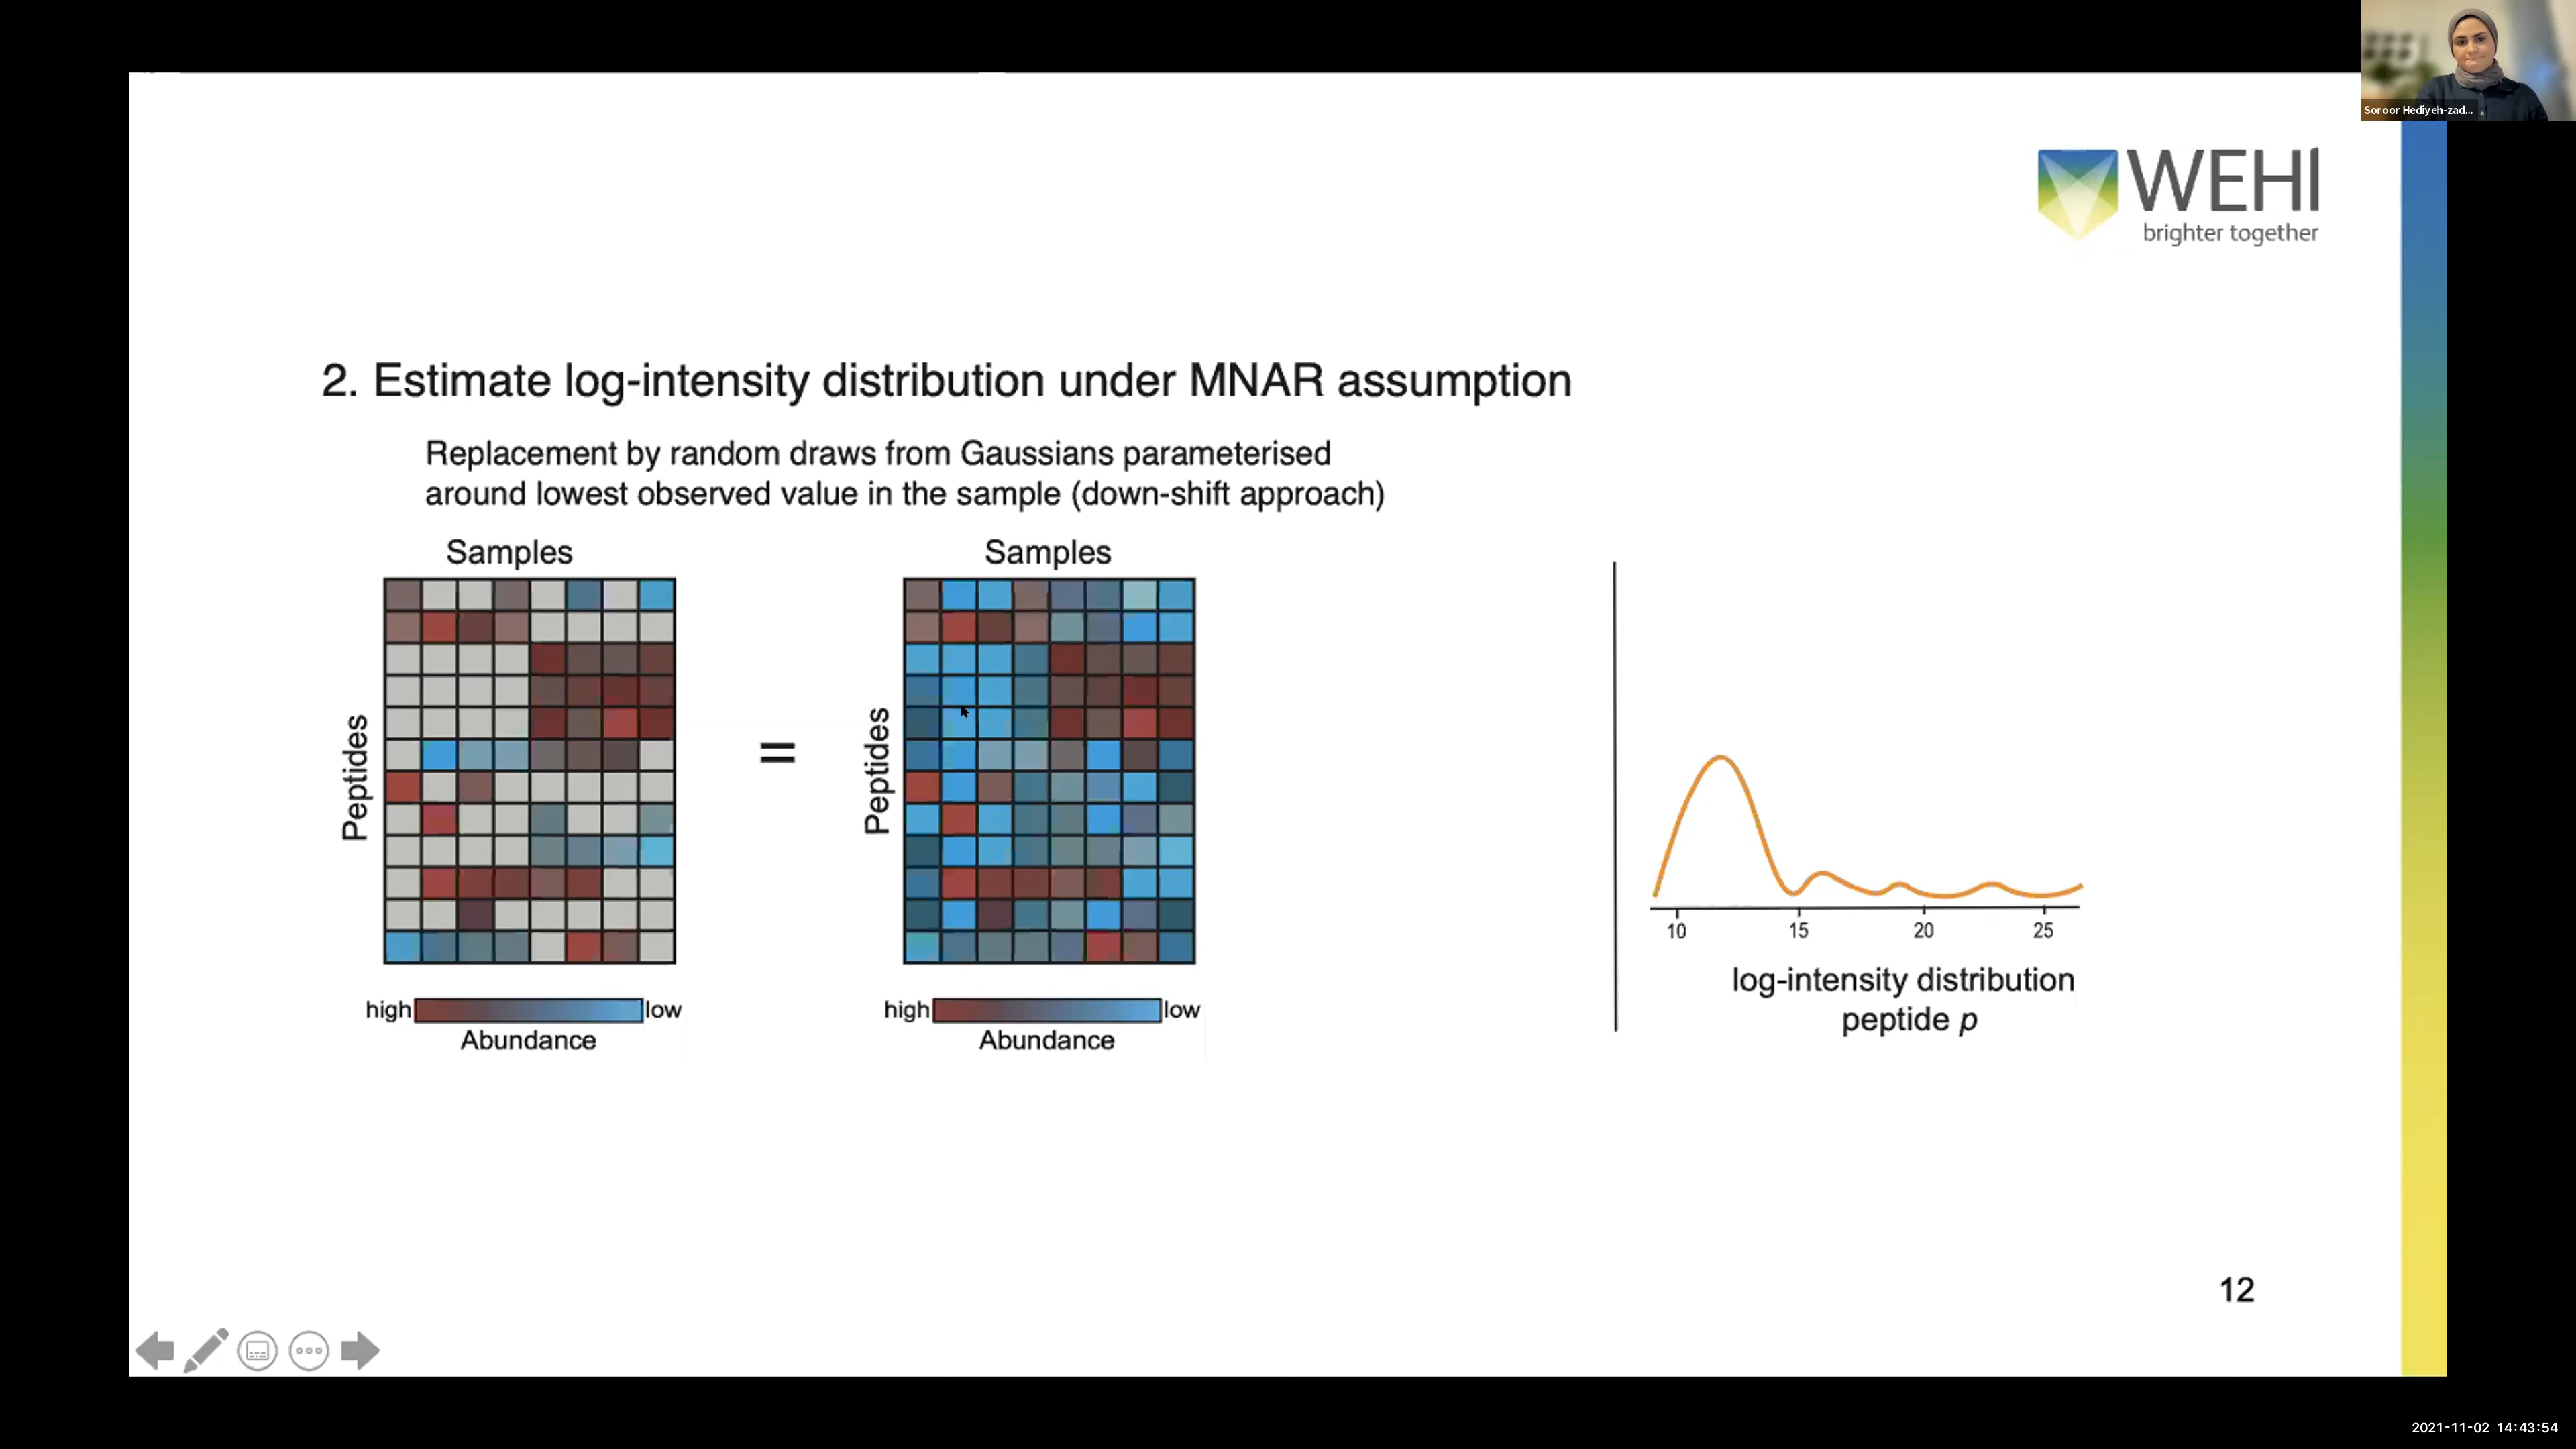 Soroor Hediyeh-zad...
WEHI
brighter together
2. Estimate log-intensity distribution under MNAR assumption
Replacement by random draws from Gaussians parameterised
around lowest observed value in the sample (down-shift approach)
Samples
Samples
Peptides
=
Peptides
10 15 20 25
high low
Abundance
high low
Abundance
log-intensity distribution
peptide p
12
2021-11-02 14:43:54